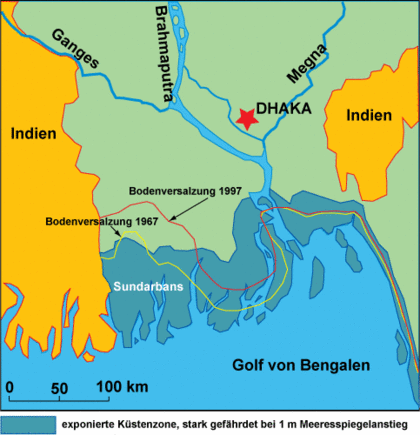 Ganges
Brahmaputra
Megna
DHAKA
Indien
Indien
Bodenversalzung 1997
Bodenversalzung 1967
Sundarbans
Golf von Bengalen
0 50 100 km
exponierte Küstenzone, stark gefährdet bei 1 m Meeresspiegelanstieg